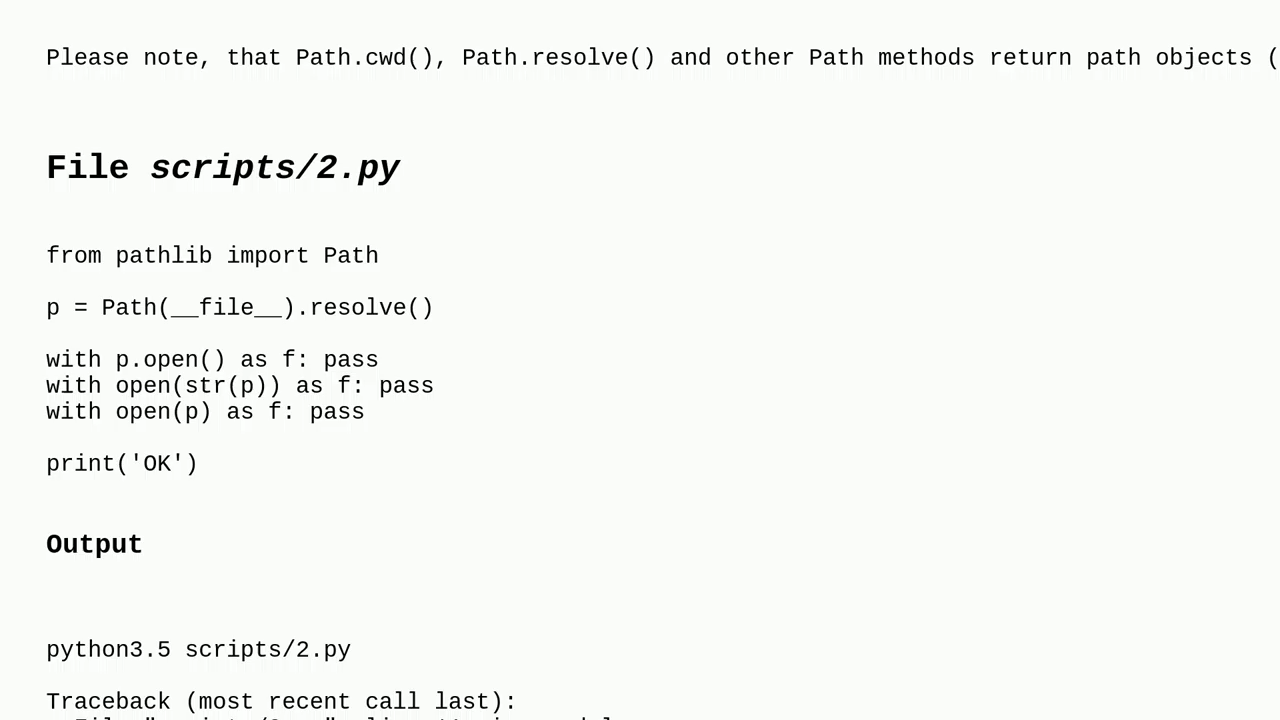 Please note, that Path.cwd(), Path.resolve() and other Path methods return path objects (
File scripts/2.py
from pathlib import Path
p = Path(__file__).resolve()
with p.open() as f: pass
with open(str(p)) as f: pass
with open(p) as f: pass
print('OK')
Output
python3.5 scripts/2.py
Traceback (most recent call last):